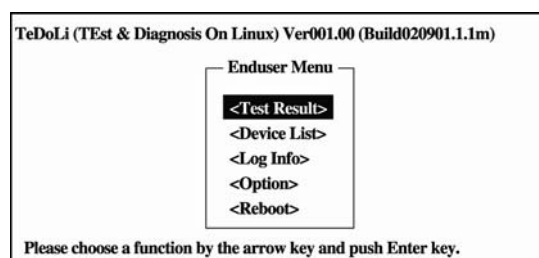 TeDoLi (TEst & Diagnosis On Linux) Ver001.00 (Build020901.1.1m)
Enduser Menu
<Test Result>
<Device List>
<Log Info>
<Option>
<Reboot>
Please choose a function by the arrow key and push Enter key.